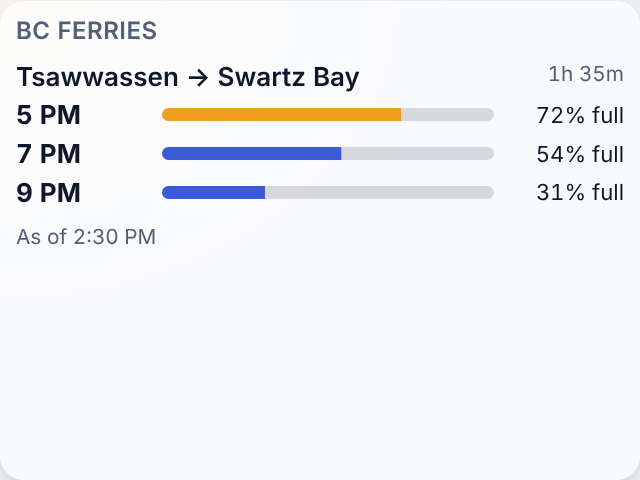 BC FERRIES
Tsawwassen → Swartz Bay 1h 35m
5 PM 72% full
7 PM 54% full
9 PM 31% full
As of 2:30 PM